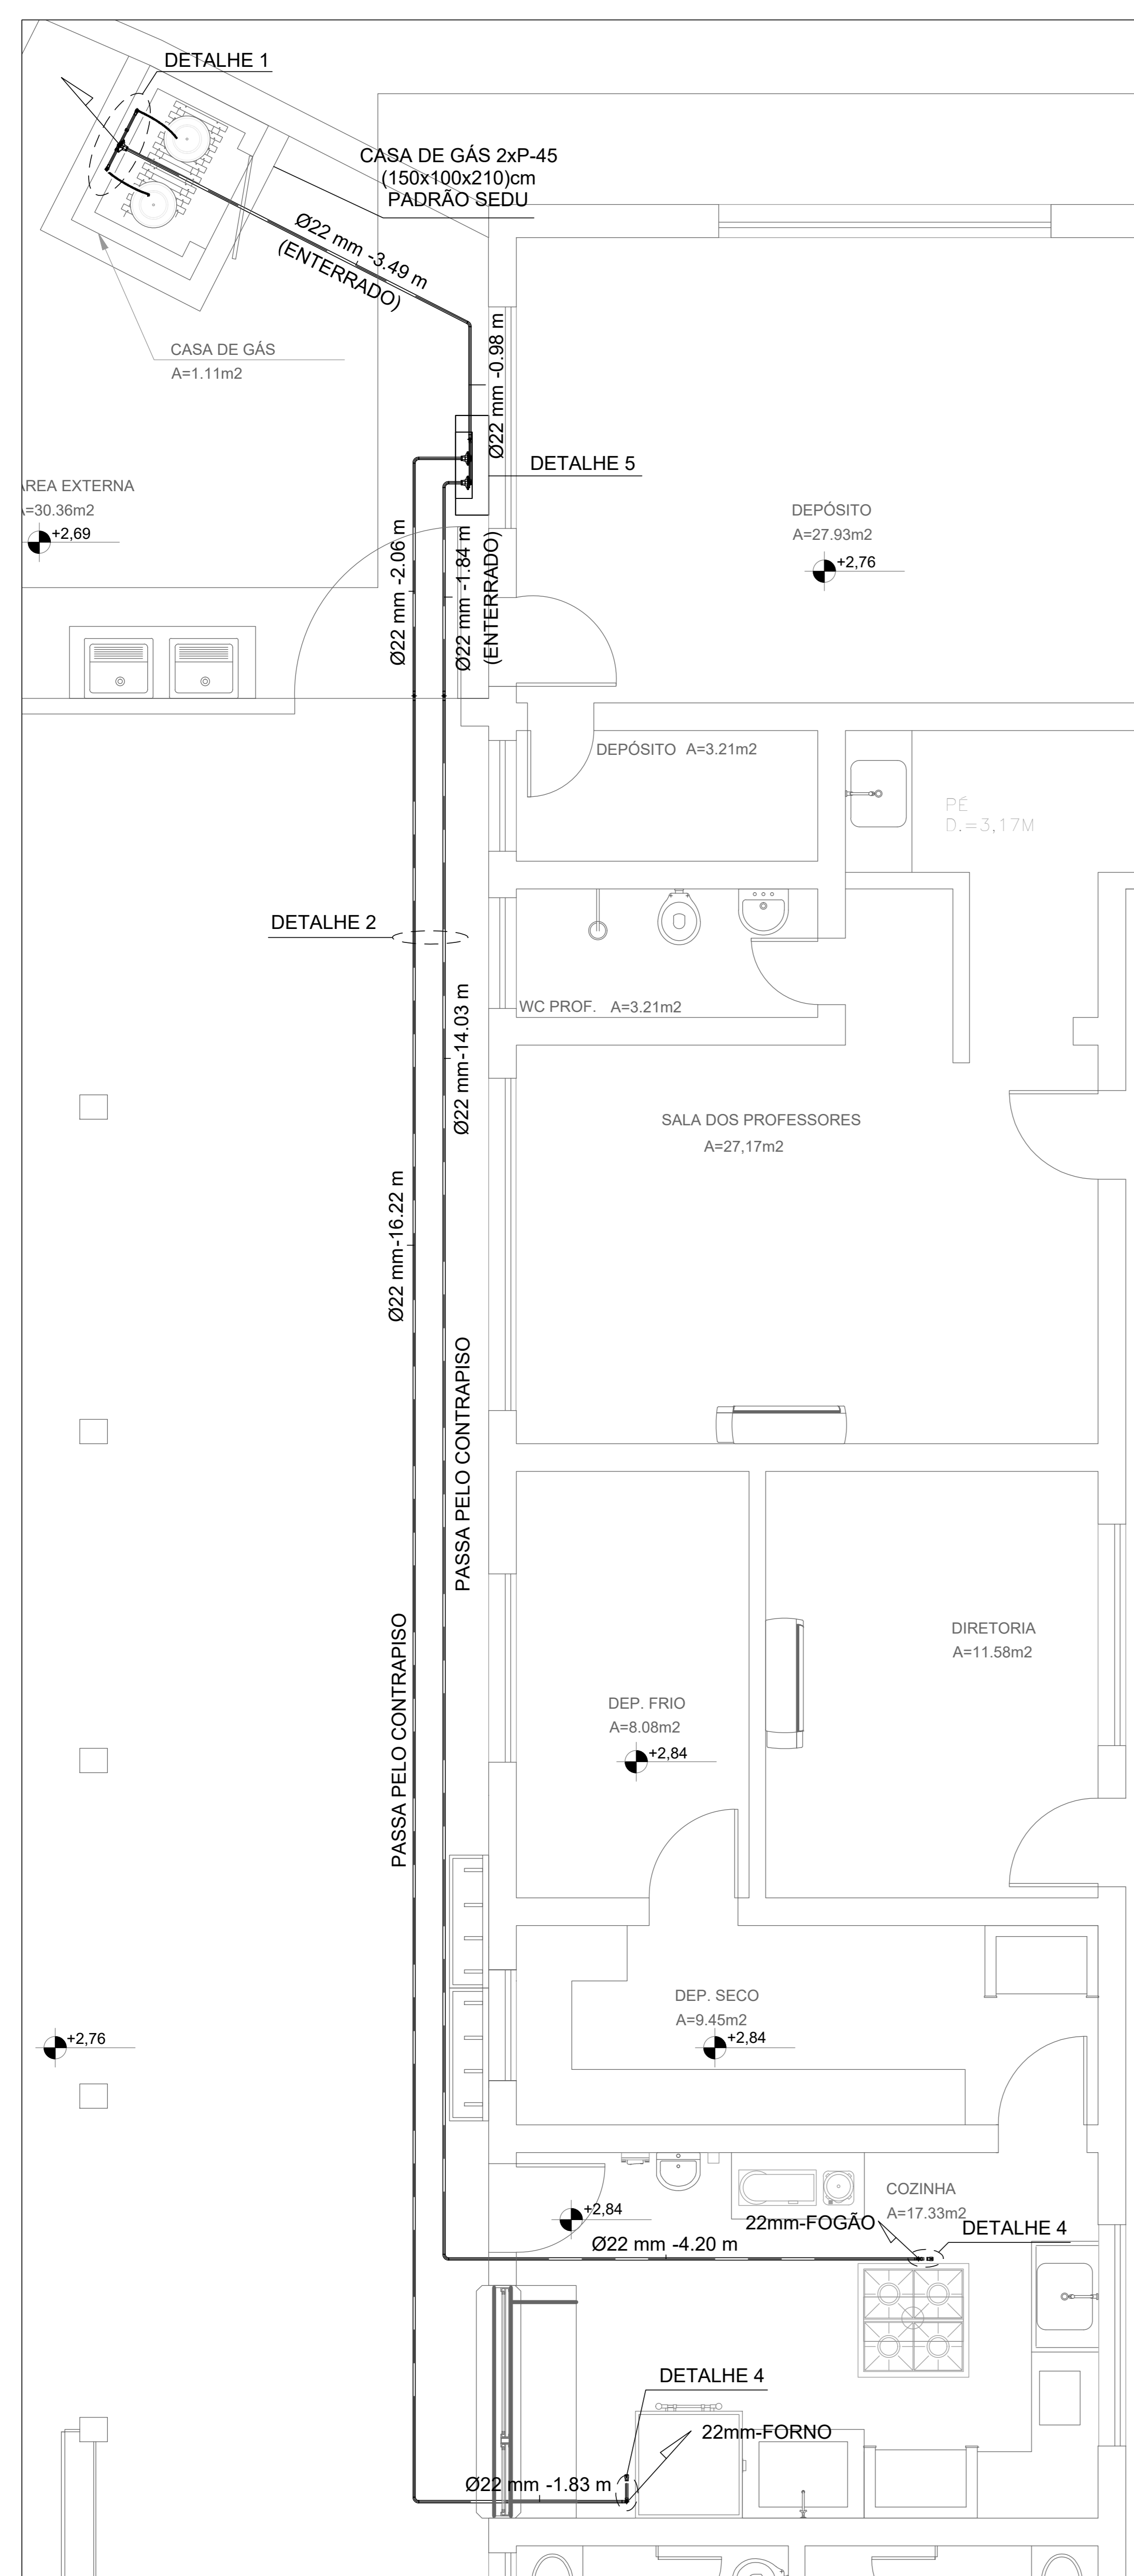 DETALHE 1
CASA DE GÁS 2xP-45
(150x100x210)cm
PADRÃO SEDU
Ø22 mm -3.49 m
(ENTERRADO)
Ø22 mm -0.98 m
CASA DE GÁS
A=1.11m2
DETALHE 5
ÁREA EXTERNA
A=30.36m2
+2,69
DEPÓSITO
A=27.93m2
+2,76
Ø22 mm -2.06 m
Ø22 mm -1.84 m
(ENTERRADO)
DEPÓSITO A=3.21m2
PÉ
D.=3,17M
DETALHE 2
WC PROF. A=3.21m2
Ø22 mm-14.03 m
SALA DOS PROFESSORES
A=27,17m2
Ø22 mm-16.22 m
PASSA PELO CONTRAPISO
PASSA PELO CONTRAPISO
DIRETORIA
A=11.58m2
DEP. FRIO
A=8.08m2
+2,84
DEP. SECO
A=9.45m2
+2,84
+2,76
COZINHA
A=17.33m2
+2,84
22mm-FOGÃO
DETALHE 4
Ø22 mm -4.20 m
DETALHE 4
22mm-FORNO
Ø22 mm -1.83 m